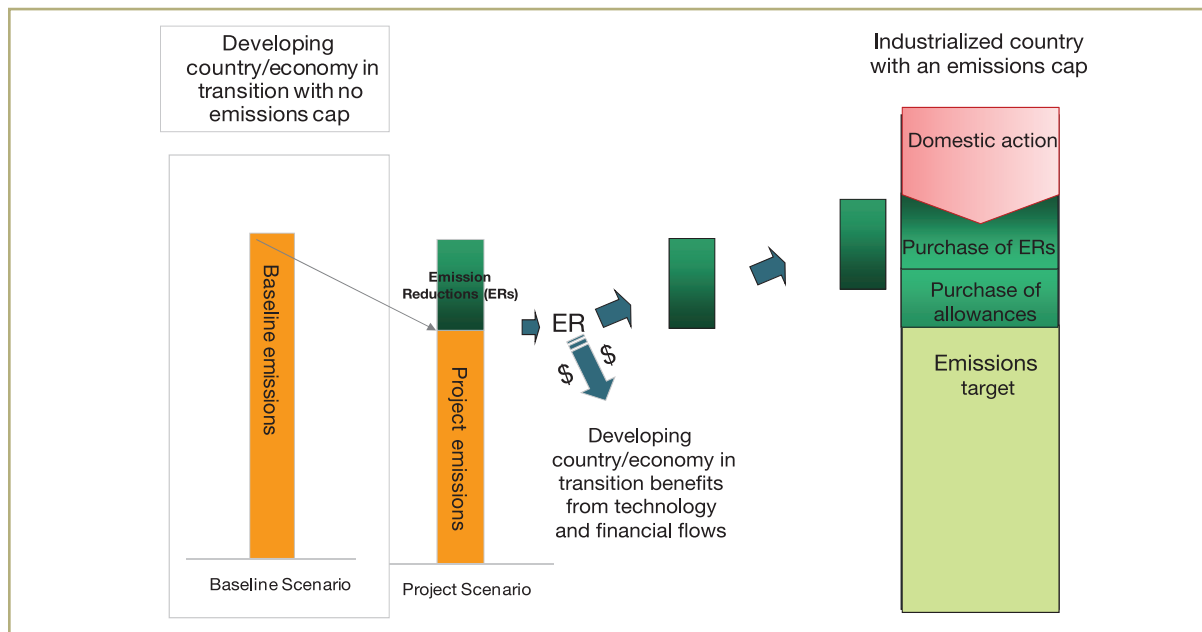 Developing
country/economy in
transition with no
emissions cap
Baseline emissions
Baseline Scenario
Emission
Reductions (ERs)
Project emissions
Project Scenario
ER
$
$
Developing
country/economy in
transition benefits
from technology
and financial flows
Industrialized country
with an emissions cap
Domestic action
Purchase of ERs
Purchase of
allowances
Emissions
target